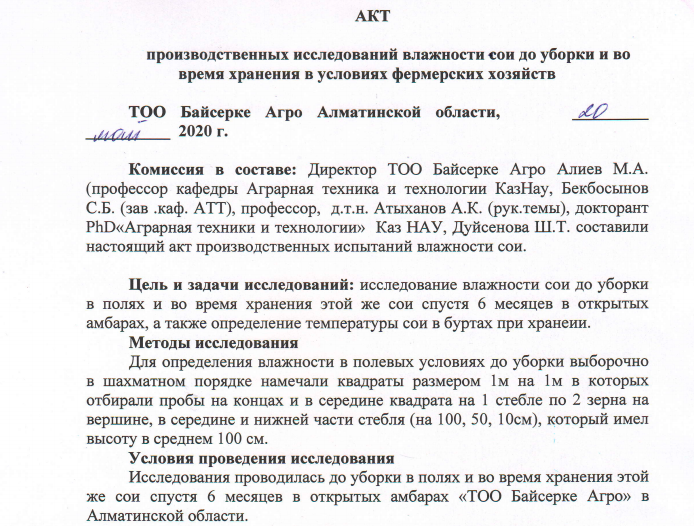 АКТ
производственных исследований влажности сои до уборки и во
время хранения в условиях фермерских хозяйств
ТОО Байсерке Агро Алматинской области, 20
май 2020 г.
Комиссия в составе: Директор ТОО Байсерке Агро Алиев М.А.
(профессор кафедры Аграрная техника и технологии КазНау, Бекбосынов
С.Б. (зав .каф. АТТ), профессор, д.т.н. Атыханов А.К. (рук.темы), докторант
PhD«Аграрная техники и технологии» Каз НАУ, Дуйсенова Ш.Т. составили
настоящий акт производственных испытаний влажности сои.
Цель и задачи исследований: исследование влажности сои до уборки
в полях и во время хранения этой же сои спустя 6 месяцев в открытых
амбарах, а также определение температуры сои в буртах при хранеии.
Методы исследования
Для определения влажности в полевых условиях до уборки выборочно
в шахматном порядке намечали квадраты размером 1м на 1м в которых
отбирали пробы на концах и в середине квадрата на 1 стебле по 2 зерна на
вершине, в середине и нижней части стебля (на 100, 50, 10см), который имел
высоту в среднем 100 см.
Условия проведения исследования
Исследования проводилась до уборки в полях и во время хранения этой
же сои спустя 6 месяцев в открытых амбарах «ТОО Байсерке Агро» в
Алматинской области.